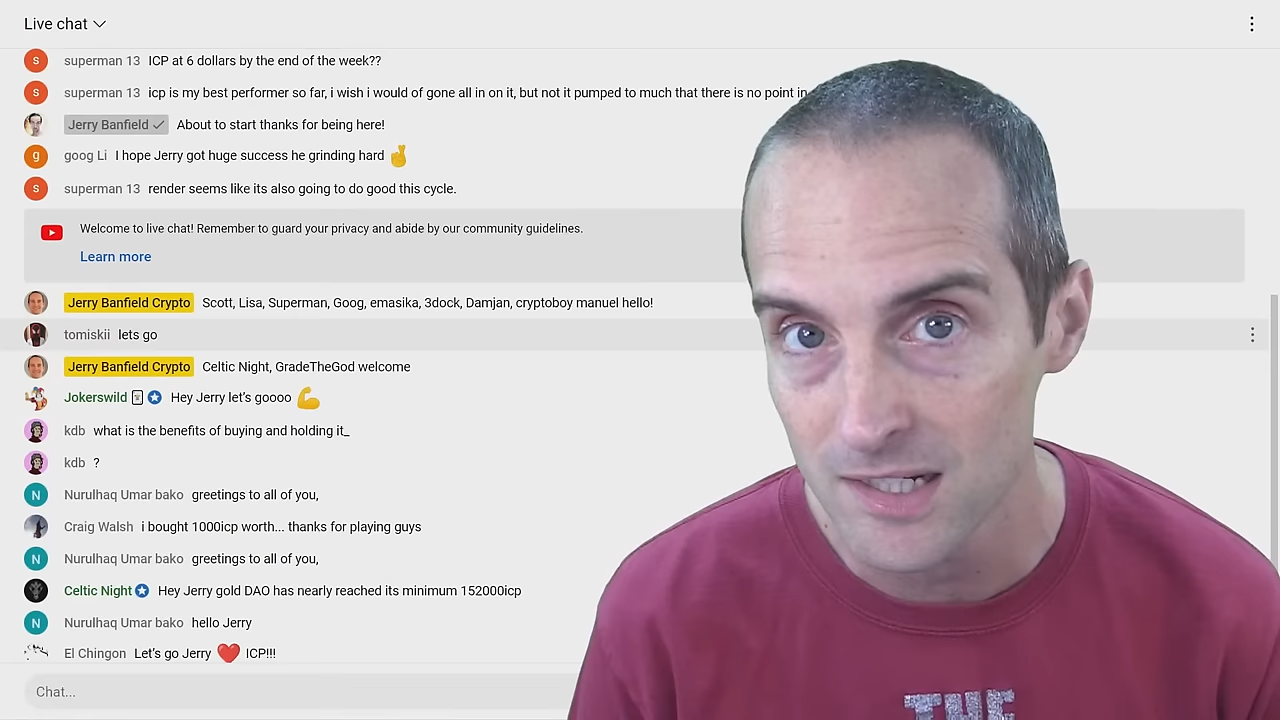 Live chat
superman 13 ICP at 6 dollars by the end of the week??
superman 13 icp is my best performer so far, i wish i would of gone all in on it, but not it pumped to much that there is no point in
Jerry Banfield About to start thanks for being here!
goog Li I hope Jerry got huge success he grinding hard
superman 13 render seems like its also going to do good this cycle.
Welcome to live chat! Remember to guard your privacy and abide by our community guidelines.
Learn more
Jerry Banfield Crypto Scott, Lisa, Superman, Goog, emasika, 3dock, Damjan, cryptoboy manuel hello!
tomiskii lets go
Jerry Banfield Crypto Celtic Night, GradeTheGod welcome
Jokerswild Hey Jerry let's goooo
kdb what is the benefits of buying and holding it_
kdb ?
N Nurulhaq Umar bako greetings to all of you,
Craig Walsh i bought 1000icp worth... thanks for playing guys
N Nurulhaq Umar bako greetings to all of you,
Celtic Night Hey Jerry gold DAO has nearly reached its minimum 152000icp
N Nurulhaq Umar bako hello Jerry
El Chingon Let's go Jerry ICP!!!
Chat...
THE